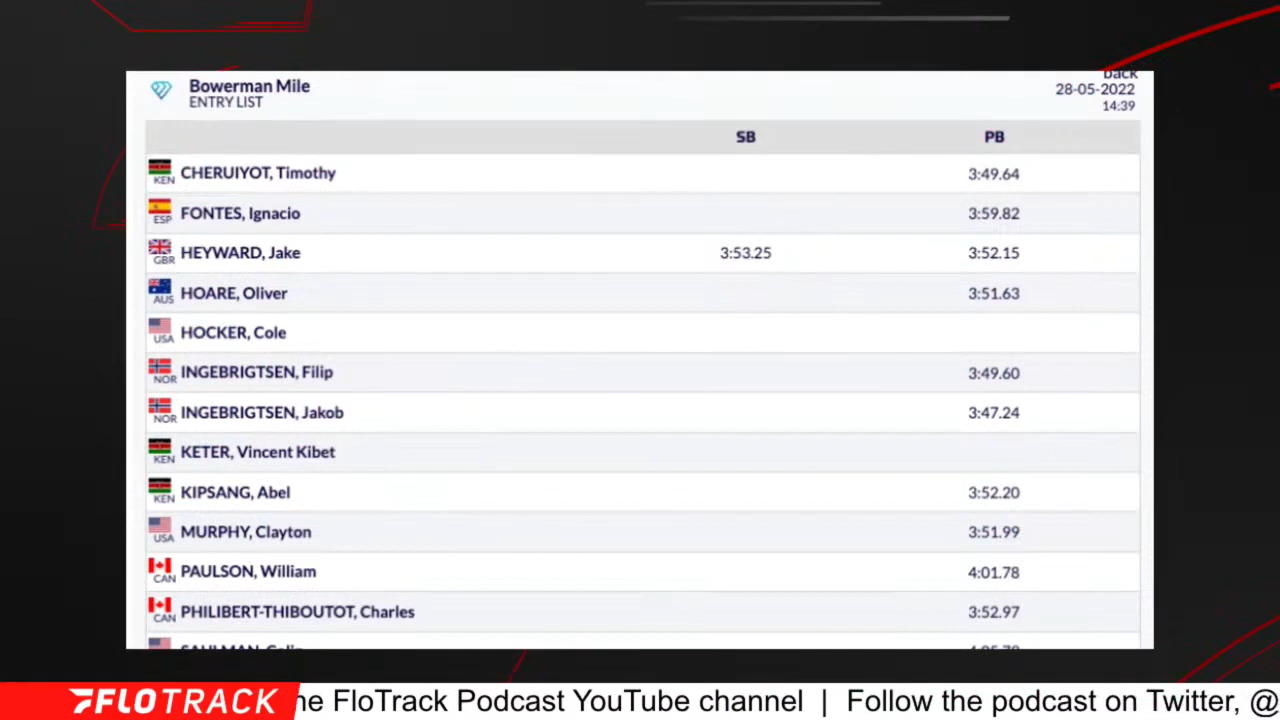 back
Bowerman Mile
28-05-2022
ENTRY LIST
14:39
SB PB
KEN CHERUIYOT, Timothy 3:49.64
ESP FONTES, Ignacio 3:59.82
GBR HEYWARD, Jake 3:53.25 3:52.15
AUS HOARE, Oliver 3:51.63
USA HOCKER, Cole
NOR INGEBRIGTSEN, Filip 3:49.60
NOR INGEBRIGTSEN, Jakob 3:47.24
KEN KETER, Vincent Kibet
KEN KIPSANG, Abel 3:52.20
USA MURPHY, Clayton 3:51.99
CAN PAULSON, William 4:01.78
CAN PHILIBERT-THIBOUTOT, Charles 3:52.97
FLOTRACK he FloTrack Podcast YouTube channel | Follow the podcast on Twitter, @